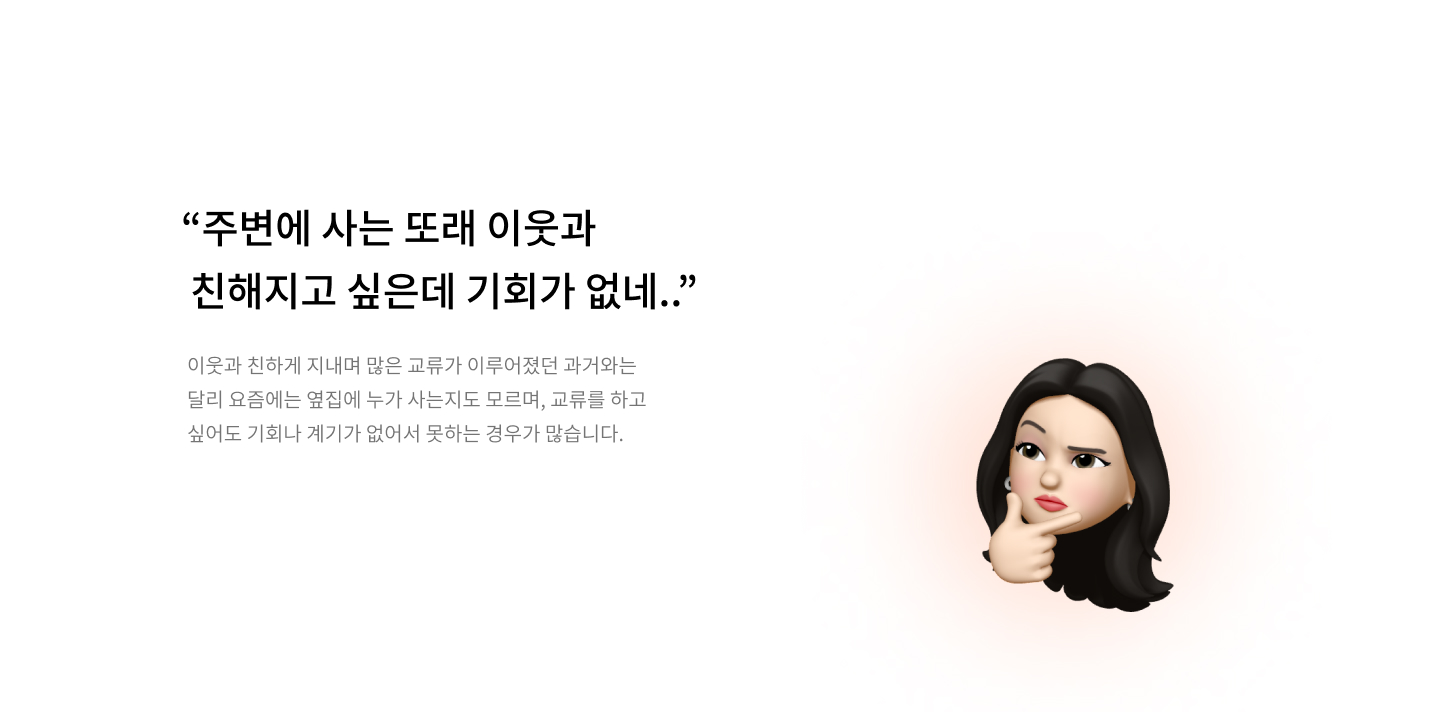 “주변에 사는 또래 이웃과
친해지고 싶은데 기회가 없네..”
이웃과 친하게 지내며 많은 교류가 이루어졌던 과거와는
달리 요즘에는 옆집에 누가 사는지도 모르며, 교류를 하고
싶어도 기회나 계기가 없어서 못하는 경우가 많습니다.